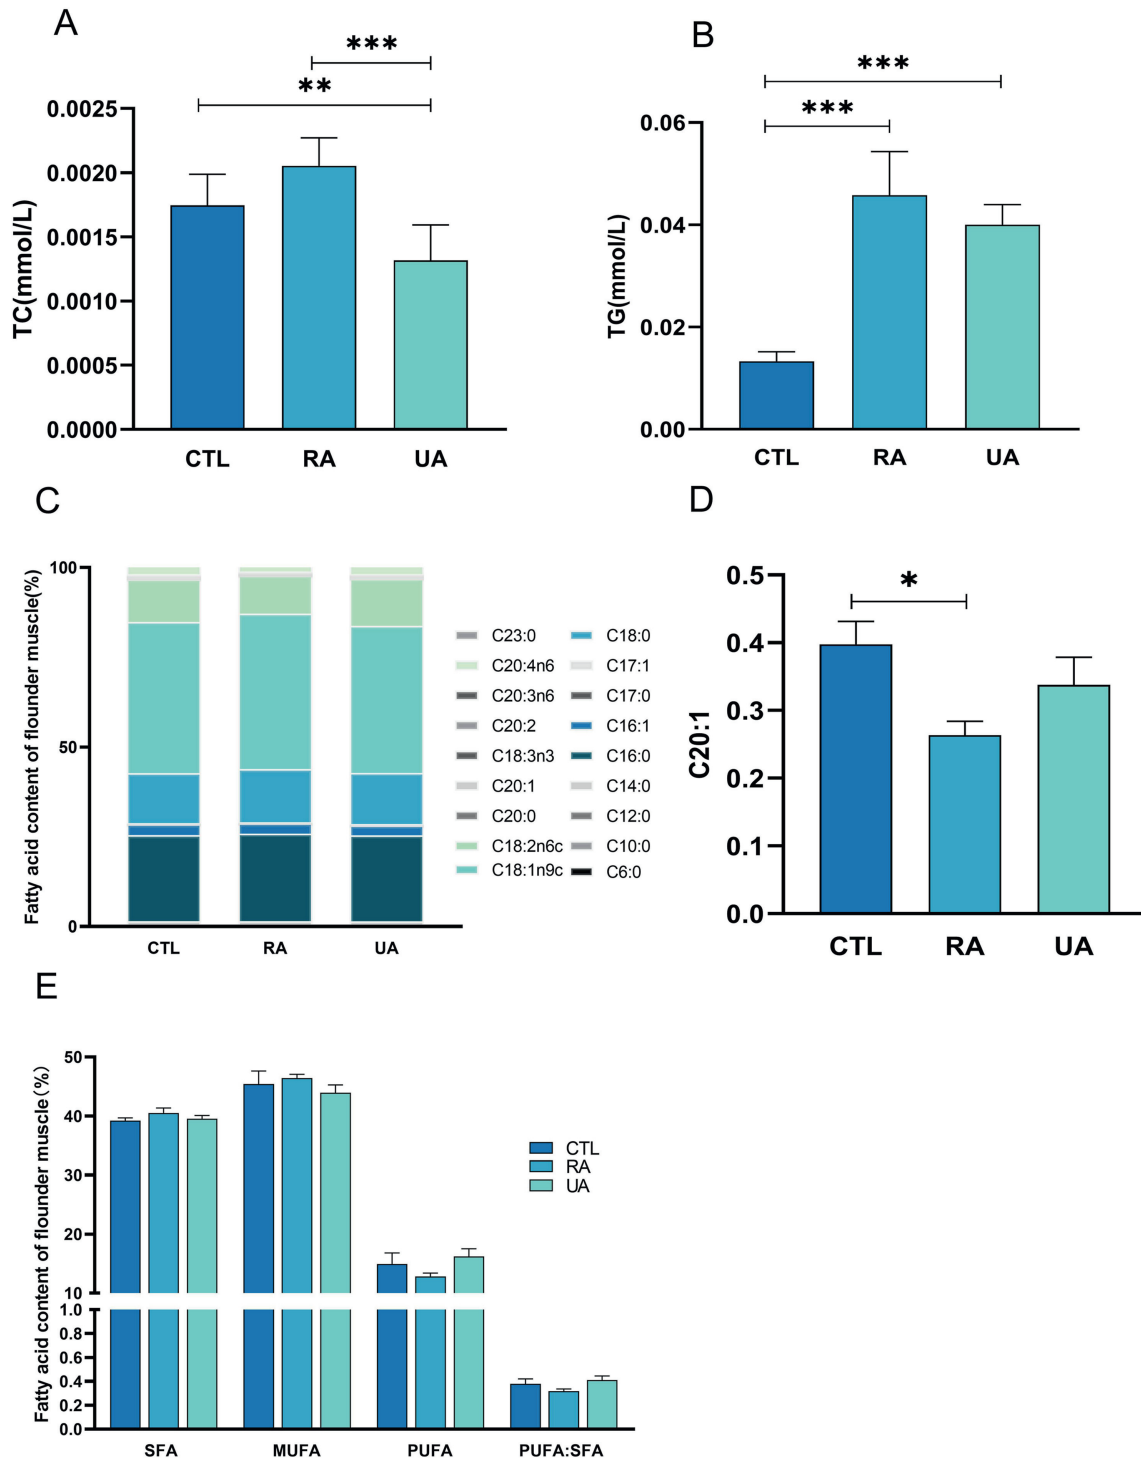 A
***
**
TC(mmol/L)
0.0025
0.0020
0.0015
0.0010
0.0005
0.0000
CTL RA UA
B
***
***
TG(mmol/L)
0.06
0.04
0.02
0.00
CTL RA UA
C
Fatty acid content of flounder muscle(%)
100
50
0
CTL RA UA
C23:0 C18:0
C20:4n6 C17:1
C20:3n6 C17:0
C20:2 C16:1
C18:3n3 C16:0
C20:1 C14:0
C20:0 C12:0
C18:2n6c C10:0
C18:1n9c C6:0
D
*
C20:1
0.5
0.4
0.3
0.2
0.1
0.0
CTL RA UA
E
Fatty acid content of flounder muscle(%)
50
40
30
20
10
1.0
0.8
0.6
0.4
0.2
0.0
SFA MUFA PUFA PUFA:SFA
CTL
RA
UA